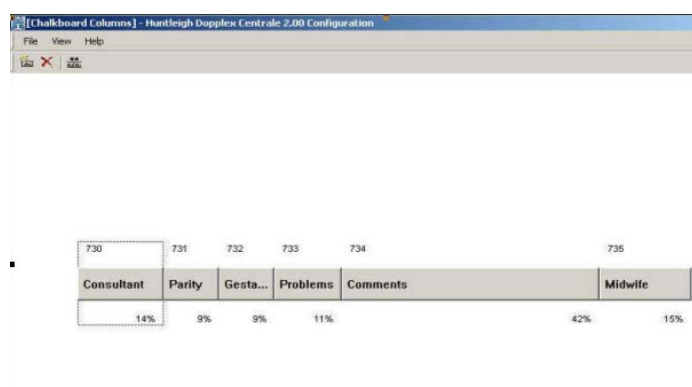 [Chalkboard Columns] - Huntleigh Dopplex Centrale 2.00 Configuration
File View Help
730 731 732 733 734 735
Consultant Parity Gesta... Problems Comments Midwife
14% 9% 9% 11% 42% 15%